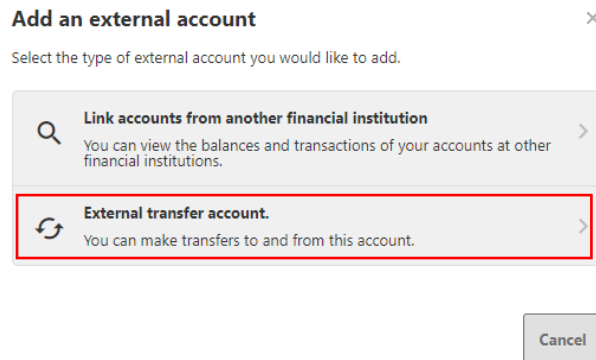 Add an external account
Select the type of external account you would like to add.
Link accounts from another financial institution
You can view the balances and transactions of your accounts at other
financial institutions.
External transfer account.
You can make transfers to and from this account.
Cancel